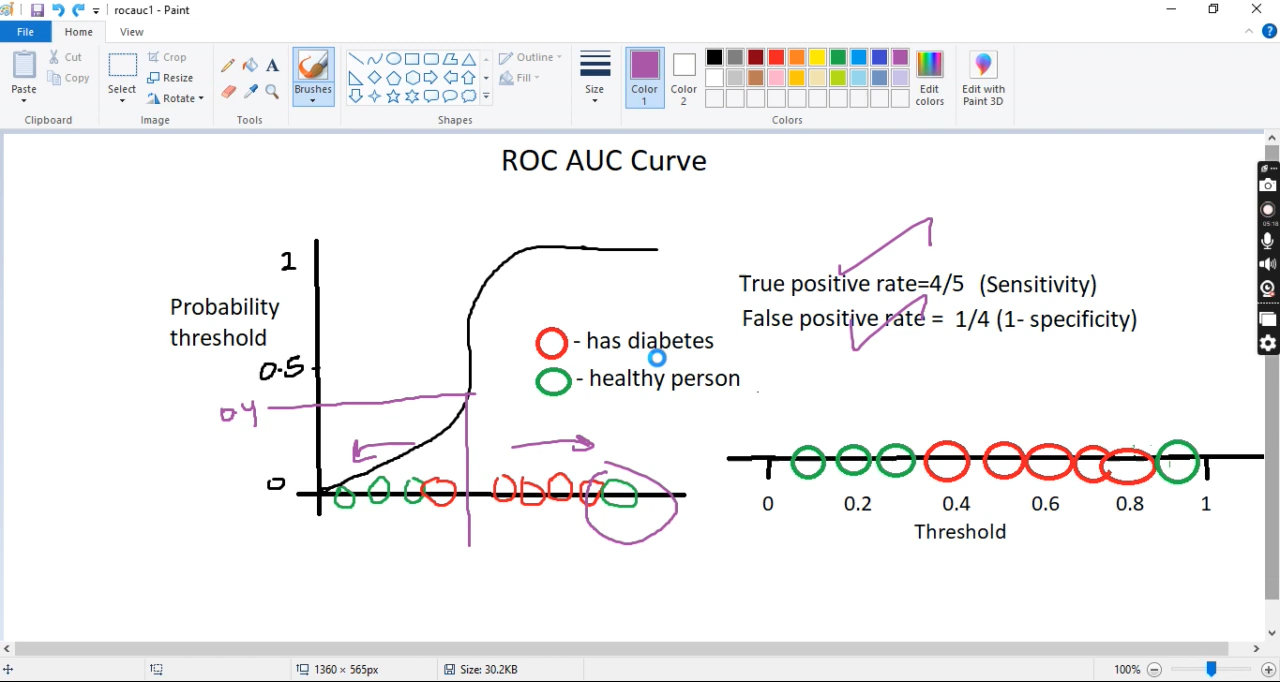 rocauc1 - Paint
File
Home
View
Paste
Cut
Copy
Clipboard
Select
Crop
Resize
Rotate
Image
A
Tools
Brushes
Outline
Fill
Shapes
Size
Color 1
Color 2
Edit colors
Colors
Edit with Paint 3D
ROC AUC Curve
1
Probability
threshold
0.5
0.4
0
- has diabetes
- healthy person
True positive rate=4/5 (Sensitivity)
False positive rate = 1/4 (1- specificity)
0 0.2 0.4 0.6 0.8 1
Threshold
05:18
1360 × 565px
Size: 30.2KB
100%